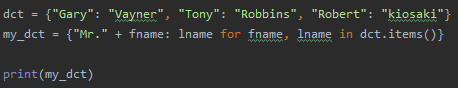 dct = {"Gary": "Vayner", "Tony": "Robbins", "Robert": "kiosaki"}
my_dct = {"Mr." + fname: lname for fname, lname in dct.items()}
print(my_dct)